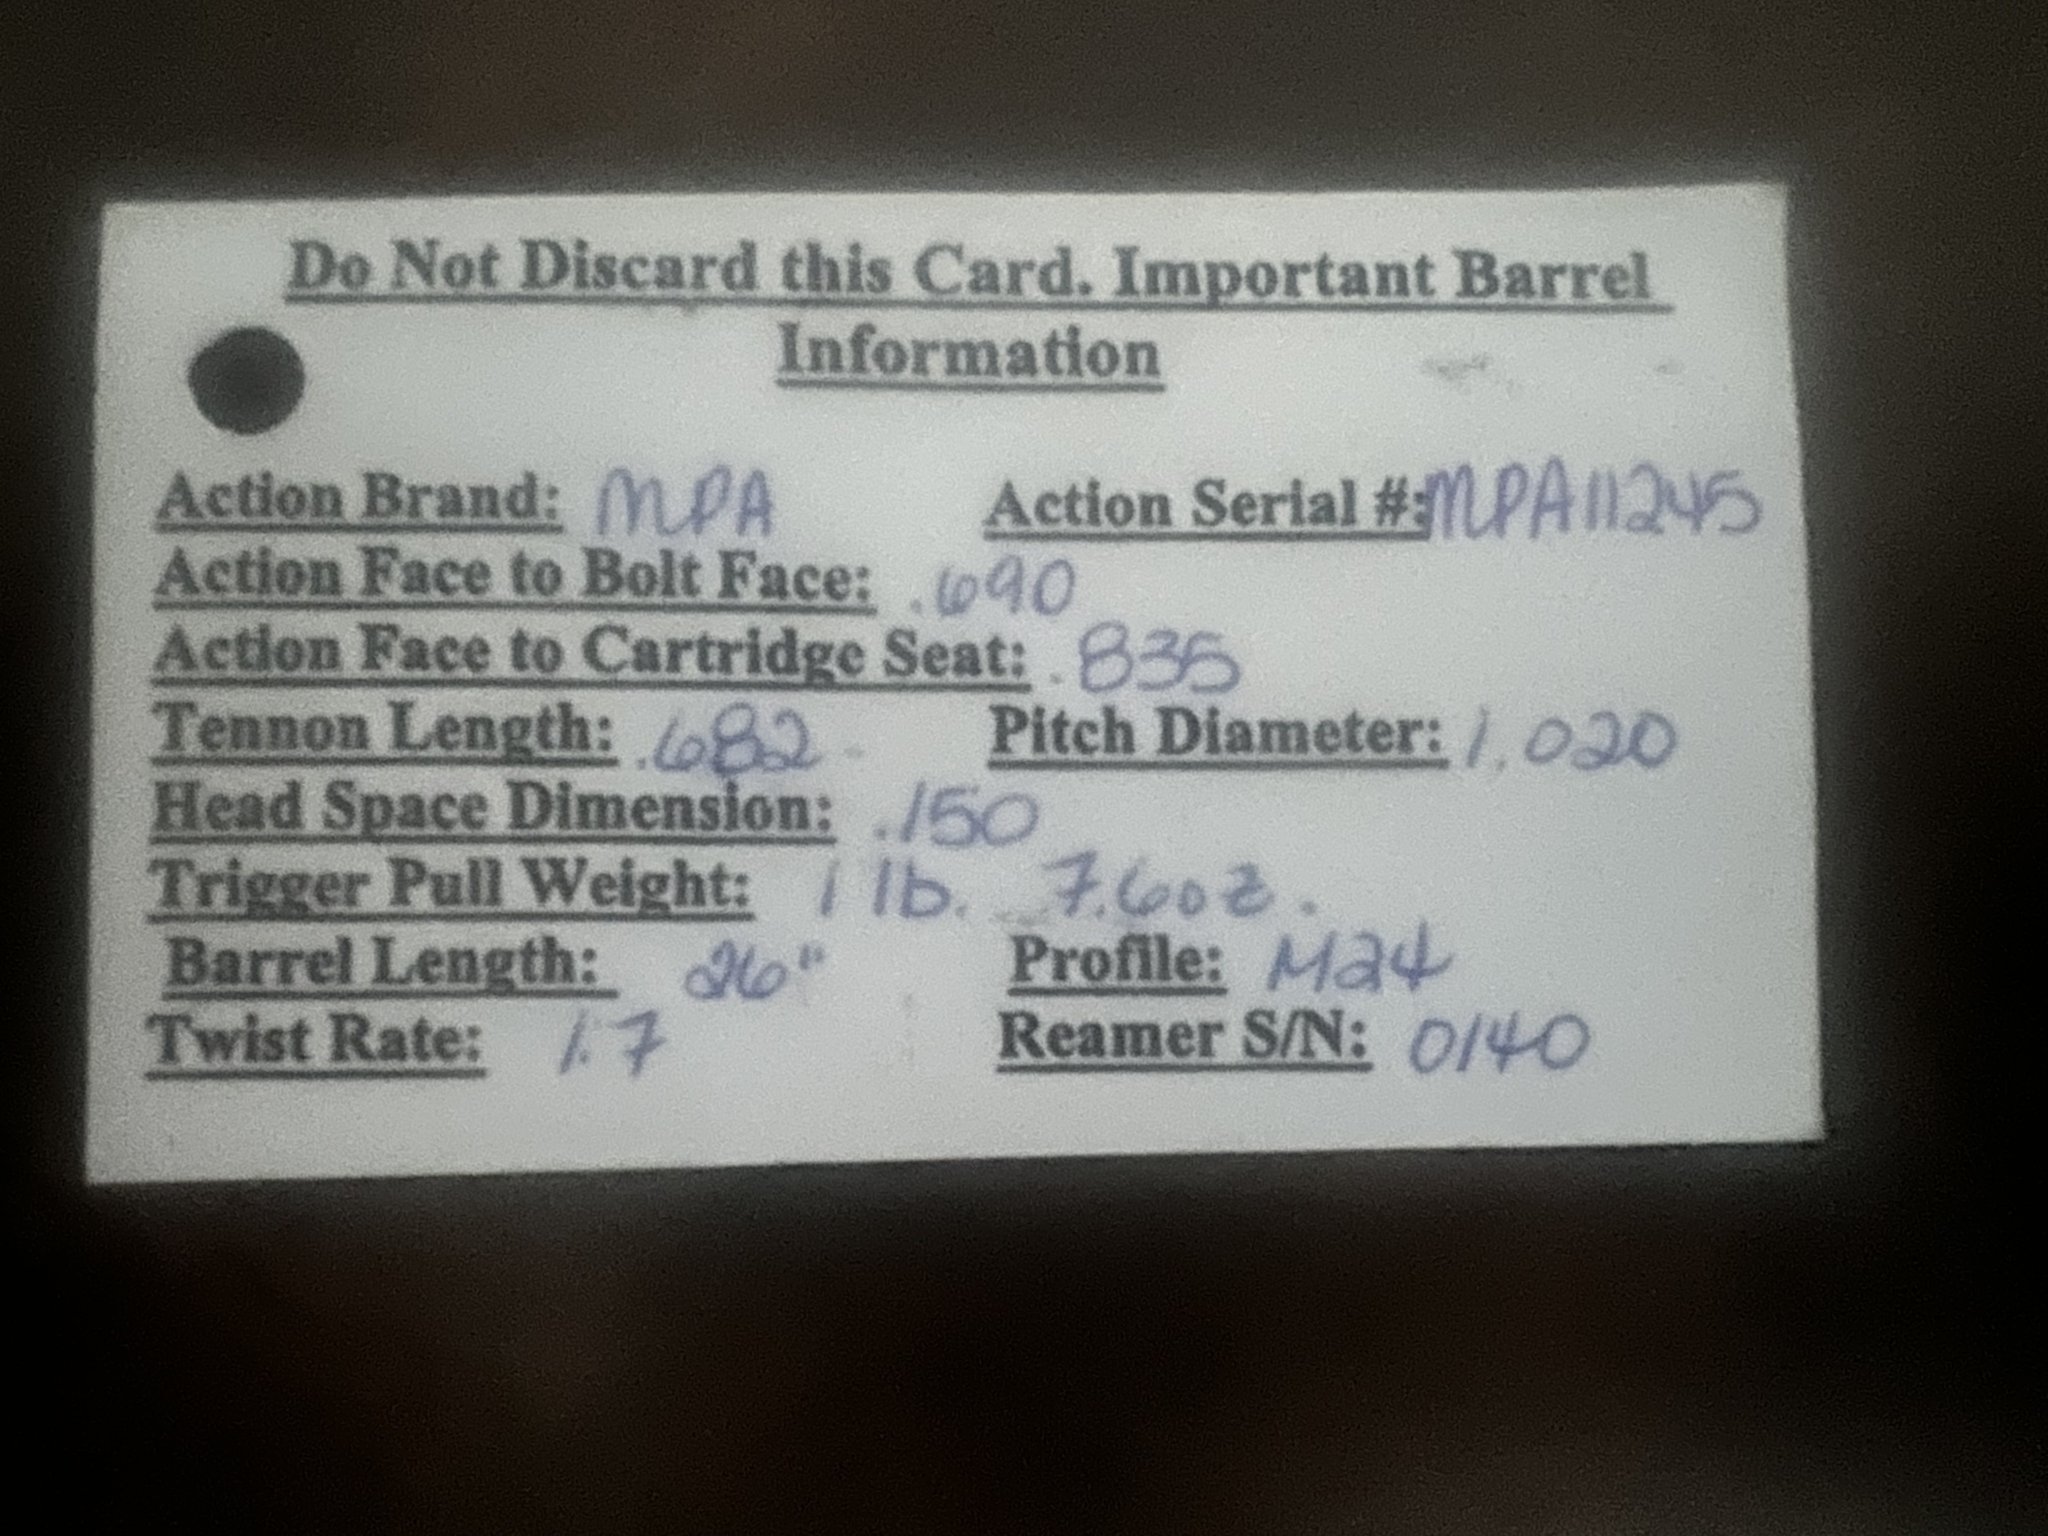 Do Not Discard this Card. Important Barrel
Information
Action Brand: MPA Action Serial #: MPA11245
Action Face to Bolt Face: .690
Action Face to Cartridge Seat: .835
Tennon Length: .682 Pitch Diameter: 1.020
Head Space Dimension: .150
Trigger Pull Weight: 1 lb. 7.6oz.
Barrel Length: 26" Profile: M24
Twist Rate: 1:7 Reamer S/N: 0140